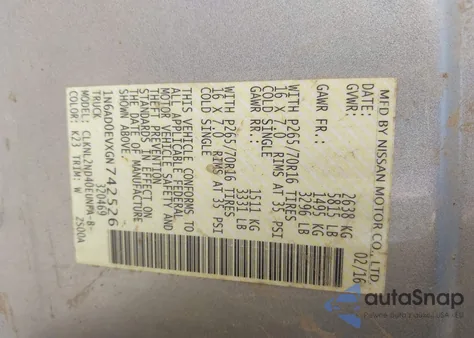 MFD BY NISSAN MOTOR CO., LTD.
DATE: 02/16
GVWR: 2638 KG
5815 LB
GAWR FR.: 1495 KG
3296 LB
WITH P265/70R16 TIRES
16 X 7.0 RIMS AT 35 PSI
COLD SINGLE
GAWR RR.: 1511 KG
3331 LB
WITH P265/70R16 TIRES
16 X 7.0 RIMS AT 35 PSI
COLD SINGLE
THIS VEHICLE CONFORMS TO
ALL APPLICABLE FEDERAL
MOTOR VEHICLE SAFETY AND
THEFT PREVENTION
STANDARDS IN EFFECT ON
THE DATE OF MANUFACTURE
SHOWN ABOVE.
1N6AD0EVXGN742526
TRUCK 320469
MODEL: CLKNL2ND40EUNPA-B-
COLOR: K23 TRIM: W 2S00A
autoSnap